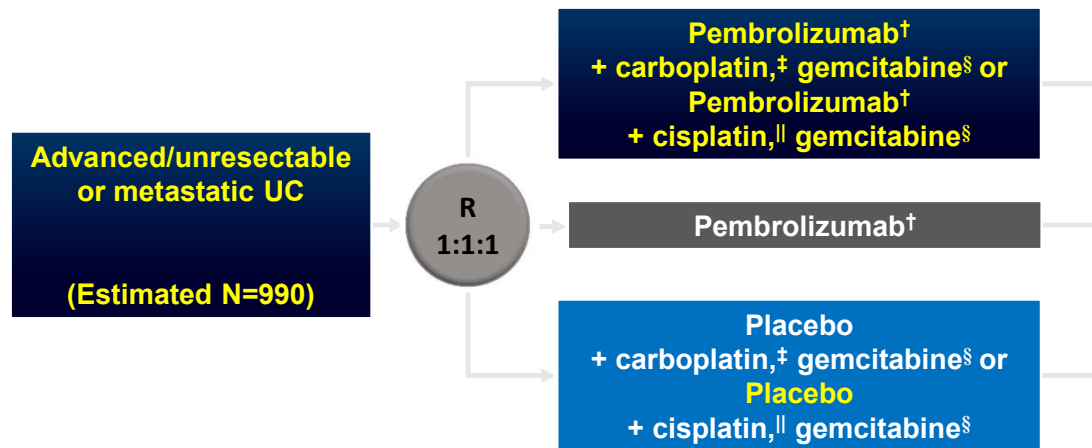 Advanced/unresectable
or metastatic UC
(Estimated N=990)
R
1:1:1
Pembrolizumab†
+ carboplatin,‡ gemcitabine§ or
Pembrolizumab†
+ cisplatin,|| gemcitabine§
Pembrolizumab†
Placebo
+ carboplatin,‡ gemcitabine§ or
Placebo
+ cisplatin,|| gemcitabine§